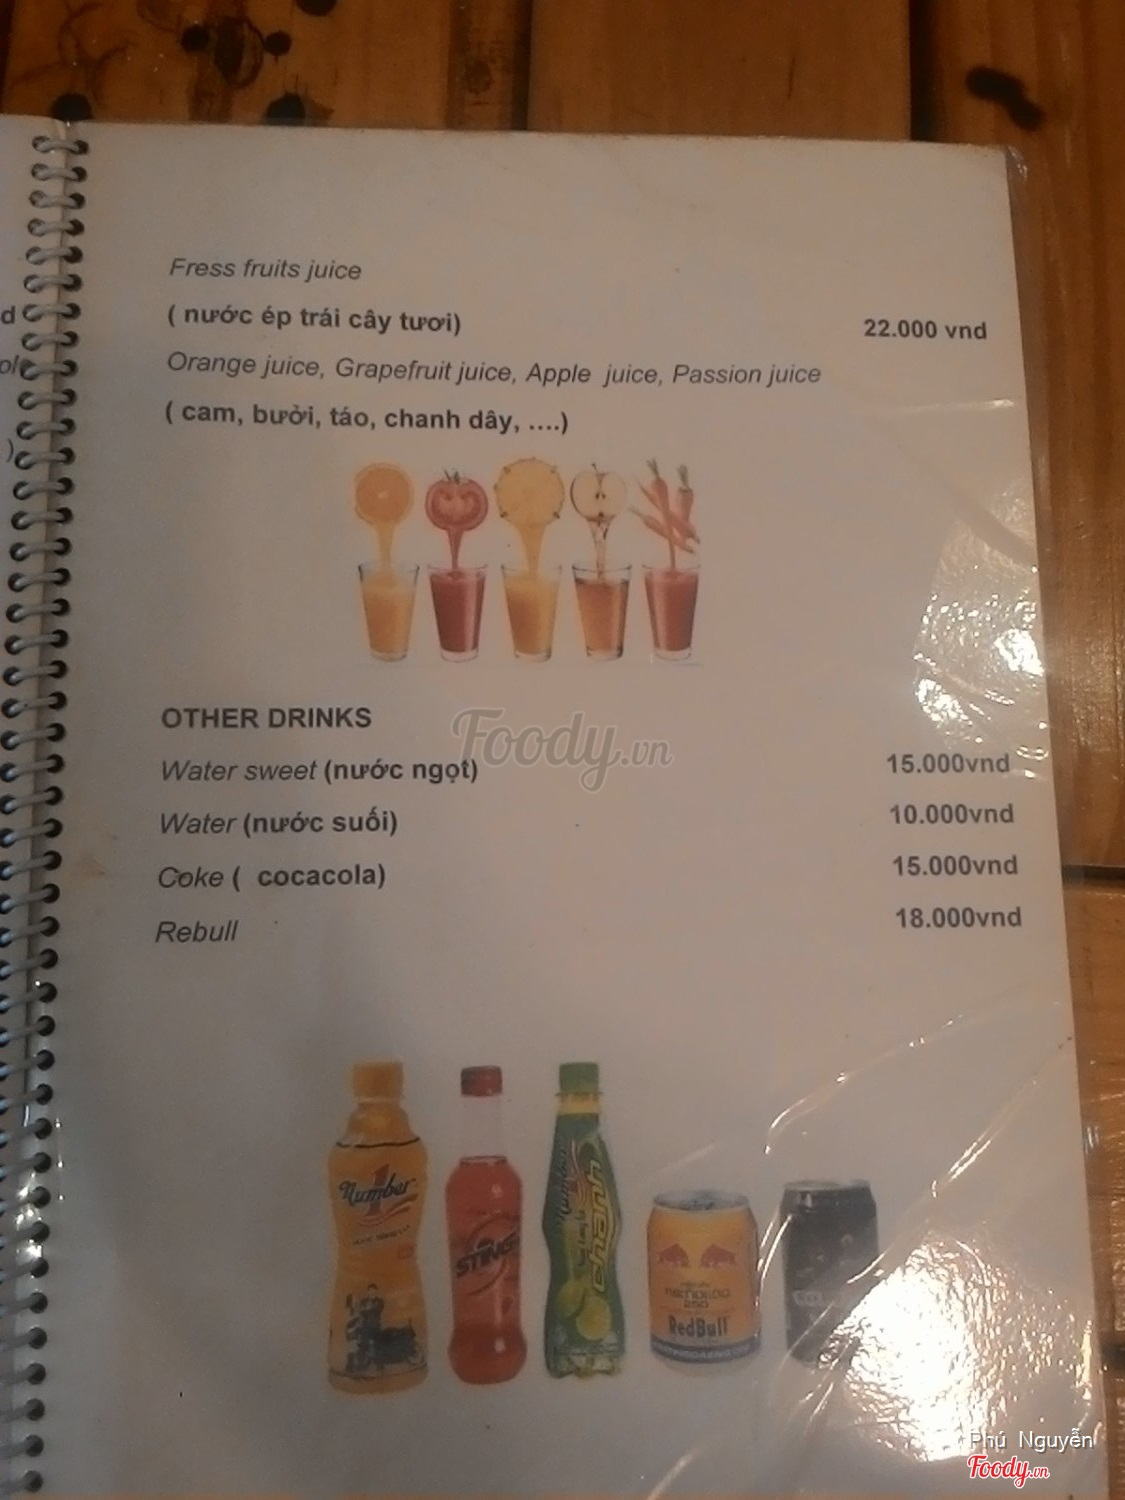 Fress fruits juice
( nước ép trái cây tươi)
22.000 vnd
Orange juice, Grapefruit juice, Apple juice, Passion juice
( cam, bưởi, táo, chanh dây, ....)
OTHER DRINKS
Foody.vn
Water sweet (nước ngọt) 15.000vnd
Water (nước suối) 10.000vnd
Coke ( cocacola) 15.000vnd
Rebull 18.000vnd
d
)
Number 1
STING
RedBull
Phú Nguyễn
Foody.vn